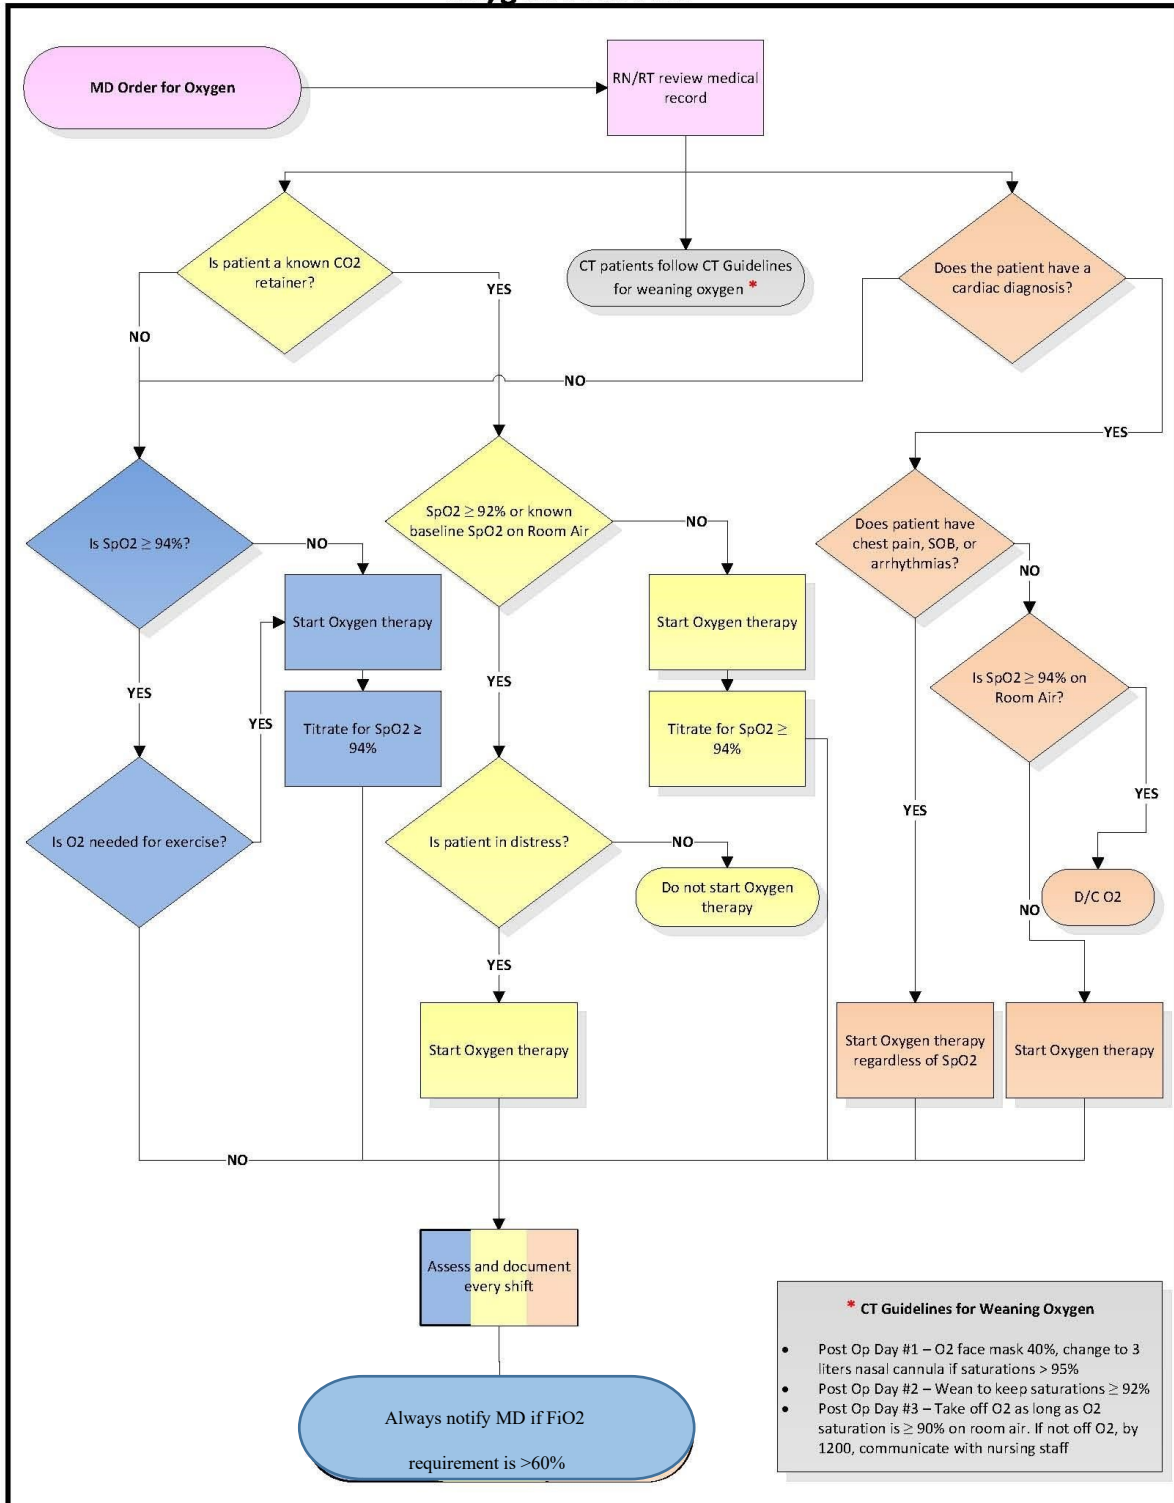 MD Order for Oxygen
RN/RT review medical
record
Is patient a known CO2
retainer?
CT patients follow CT Guidelines
for weaning oxygen *
Does the patient have a
cardiac diagnosis?
YES
NO
NO
YES
Is SpO2 ≥ 94%?
NO
SpO2 ≥ 92% or known
baseline SpO2 on Room Air
NO
Does patient have
chest pain, SOB, or
arrhythmias?
NO
Start Oxygen therapy
Start Oxygen therapy
Is SpO2 ≥ 94% on
Room Air?
YES
YES
YES
Titrate for SpO2 ≥
94%
Titrate for SpO2 ≥
94%
YES
YES
Is O2 needed for exercise?
Is patient in distress?
NO
Do not start Oxygen
therapy
D/C O2
NO
YES
Start Oxygen therapy
Start Oxygen therapy
regardless of SpO2
Start Oxygen therapy
NO
Assess and document
every shift
Always notify MD if FiO2
requirement is >60%
* CT Guidelines for Weaning Oxygen
• Post Op Day #1 – O2 face mask 40%, change to 3
liters nasal cannula if saturations > 95%
• Post Op Day #2 – Wean to keep saturations ≥ 92%
• Post Op Day #3 – Take off O2 as long as O2
saturation is ≥ 90% on room air. If not off O2, by
1200, communicate with nursing staff